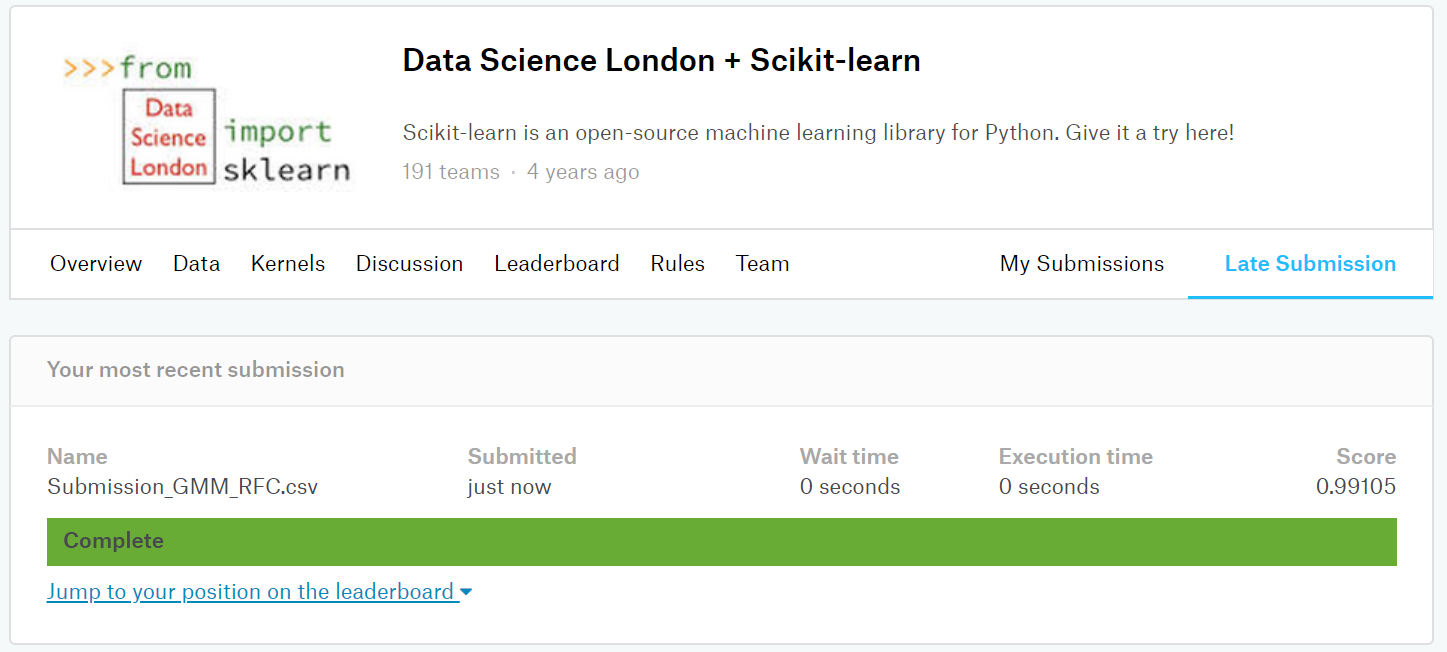 >>>from
Data
Science
London
import
sklearn
Data Science London + Scikit-learn
Scikit-learn is an open-source machine learning library for Python. Give it a try here!
191 teams · 4 years ago
Overview Data Kernels Discussion Leaderboard Rules Team My Submissions Late Submission
Your most recent submission
Name Submitted Wait time Execution time Score
Submission_GMM_RFC.csv just now 0 seconds 0 seconds 0.99105
Complete
Jump to your position on the leaderboard